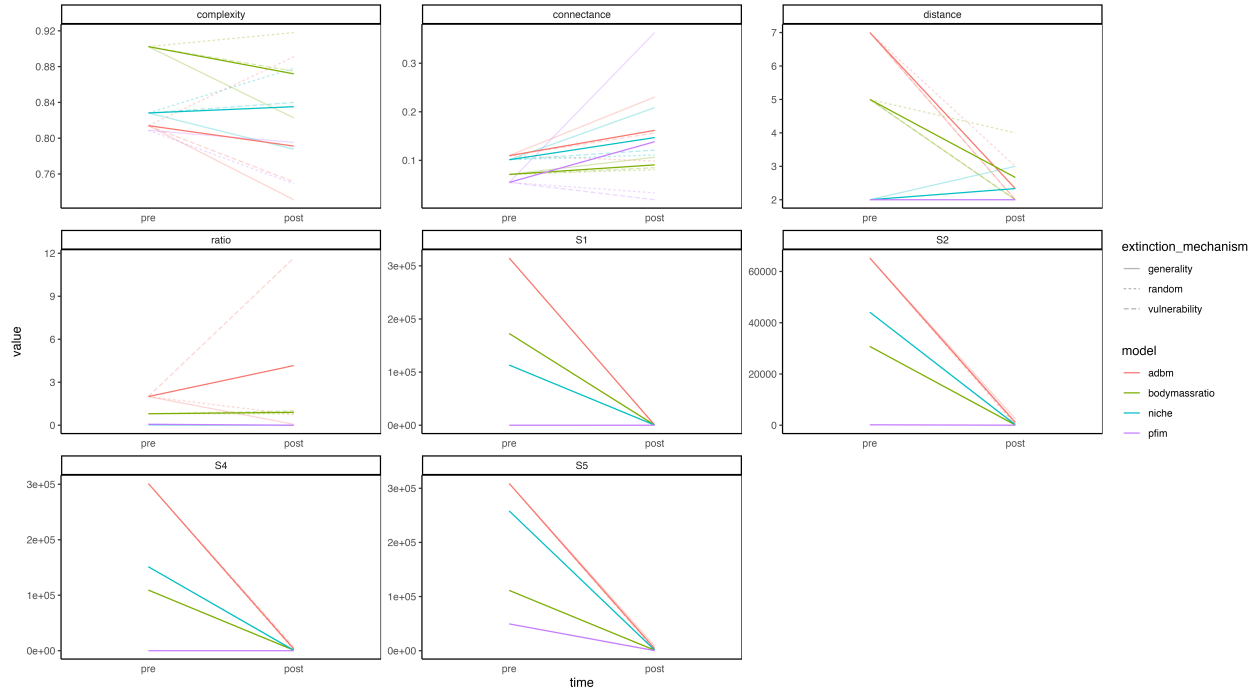 complexity
connectance
distance
0.92
0.88
0.84
0.80
0.76
pre
post
0.3
0.2
0.1
pre
post
7
6
5
4
3
2
pre
post
ratio
S1
S2
12
9
6
3
0
pre
post
3e+05
2e+05
1e+05
0e+00
pre
post
60000
40000
20000
0
pre
post
S4
S5
3e+05
2e+05
1e+05
0e+00
pre
post
3e+05
2e+05
1e+05
0e+00
pre
post
value
time
extinction_mechanism
generality
random
vulnerability
model
adbm
bodymassratio
niche
pfim